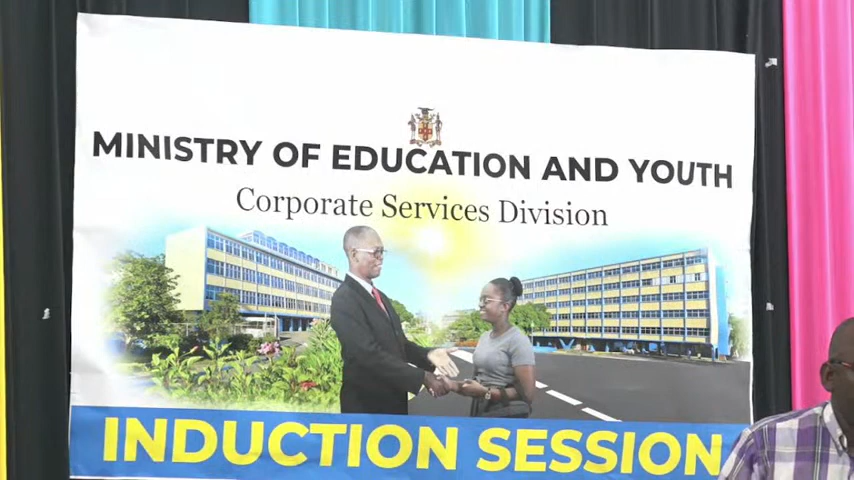 MINISTRY OF EDUCATION AND YOUTH
Corporate Services Division
INDUCTION SESSION